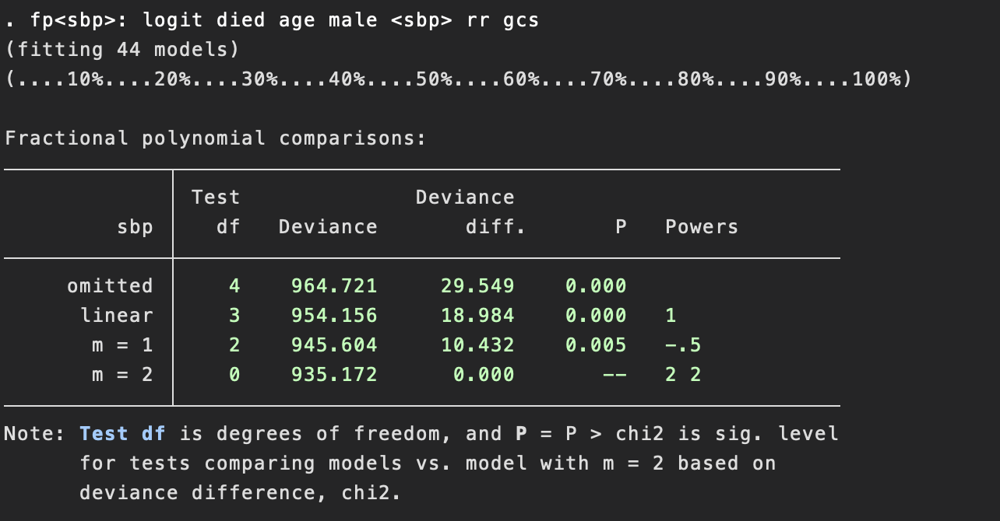 . fp<sbp>: logit died age male <sbp> rr gcs
(fitting 44 models)
(....10%....20%....30%....40%....50%....60%....70%....80%....90%....100%)
Fractional polynomial comparisons:
Test Deviance
sbp df Deviance diff. P Powers
omitted 4 964.721 29.549 0.000
linear 3 954.156 18.984 0.000 1
m = 1 2 945.604 10.432 0.005 -.5
m = 2 0 935.172 0.000 -- 2 2
Note: Test df is degrees of freedom, and P = P > chi2 is sig. level
for tests comparing models vs. model with m = 2 based on
deviance difference, chi2.